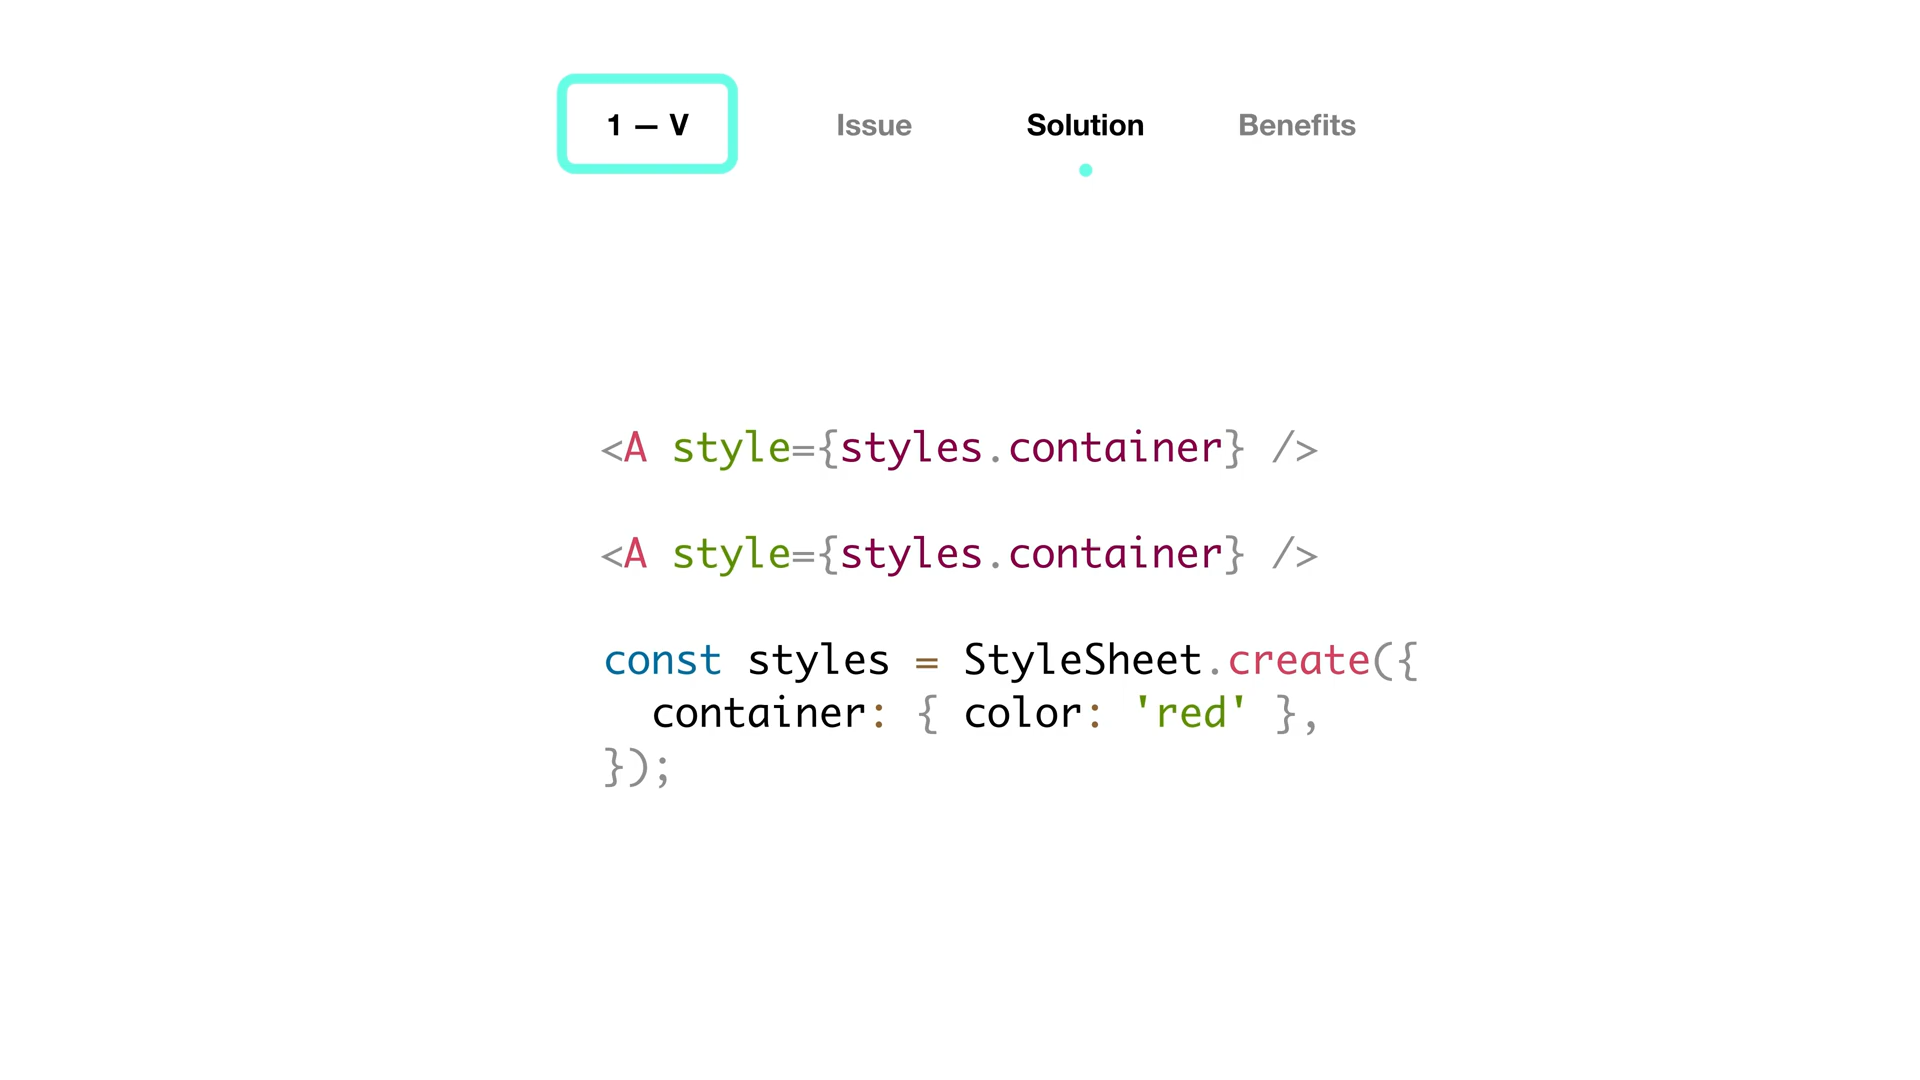 1 — V Issue Solution Benefits
<A style={styles.container} />
<A style={styles.container} />
const styles = StyleSheet.create({
  container: { color: 'red' },
});